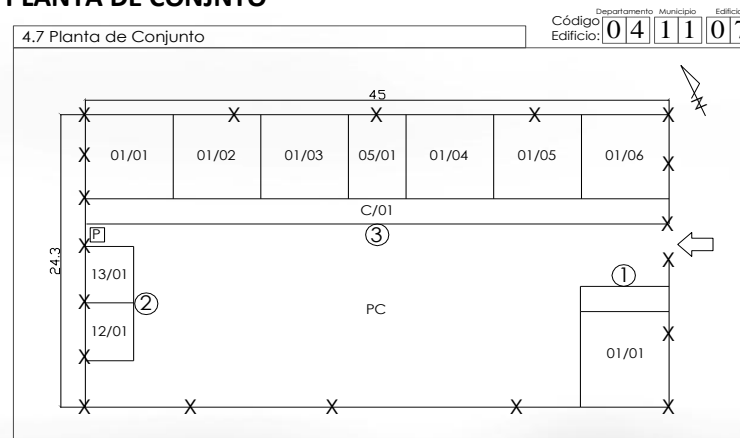 PLANTA DE CONJNTO
Departamento Municipio Edificio
Código Edificio: 0 4 1 1 0 7
4.7 Planta de Conjunto
45
01/01 01/02 01/03 05/01 01/04 01/05 01/06
C/01
3
P
24.3
13/01
1
2
PC
12/01
01/01